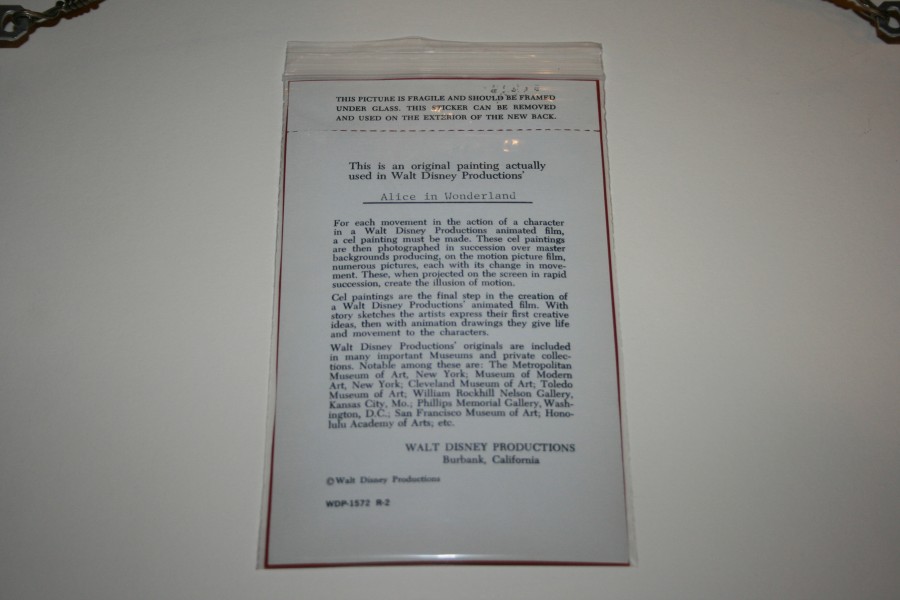 THIS PICTURE IS FRAGILE AND SHOULD BE FRAMED
UNDER GLASS. THIS STICKER CAN BE REMOVED
AND USED ON THE EXTERIOR OF THE NEW BACK.
This is an original painting actually
used in Walt Disney Productions'
Alice in Wonderland
For each movement in the action of a character
in a Walt Disney Productions animated film,
a cel painting must be made. These cel paintings
are then photographed in succession over master
backgrounds producing, on the motion picture film,
numerous pictures, each with its change in move-
ment. These, when projected on the screen in rapid
succession, create the illusion of motion.
Cel paintings are the final step in the creation of
a Walt Disney Productions' animated film. With
story sketches the artists express their first creative
ideas, then with animation drawings they give life
and movement to the characters.
Walt Disney Productions' originals are included
in many important Museums and private collec-
tions. Notable among these are: The Metropolitan
Museum of Art, New York; Museum of Modern
Art, New York; Cleveland Museum of Art; Toledo
Museum of Art; William Rockhill Nelson Gallery,
Kansas City, Mo.; Phillips Memorial Gallery, Wash-
ington, D.C.; San Francisco Museum of Art; Hono-
lulu Academy of Arts; etc.
WALT DISNEY PRODUCTIONS
Burbank, California
© Walt Disney Productions
WDP-1572 R-2